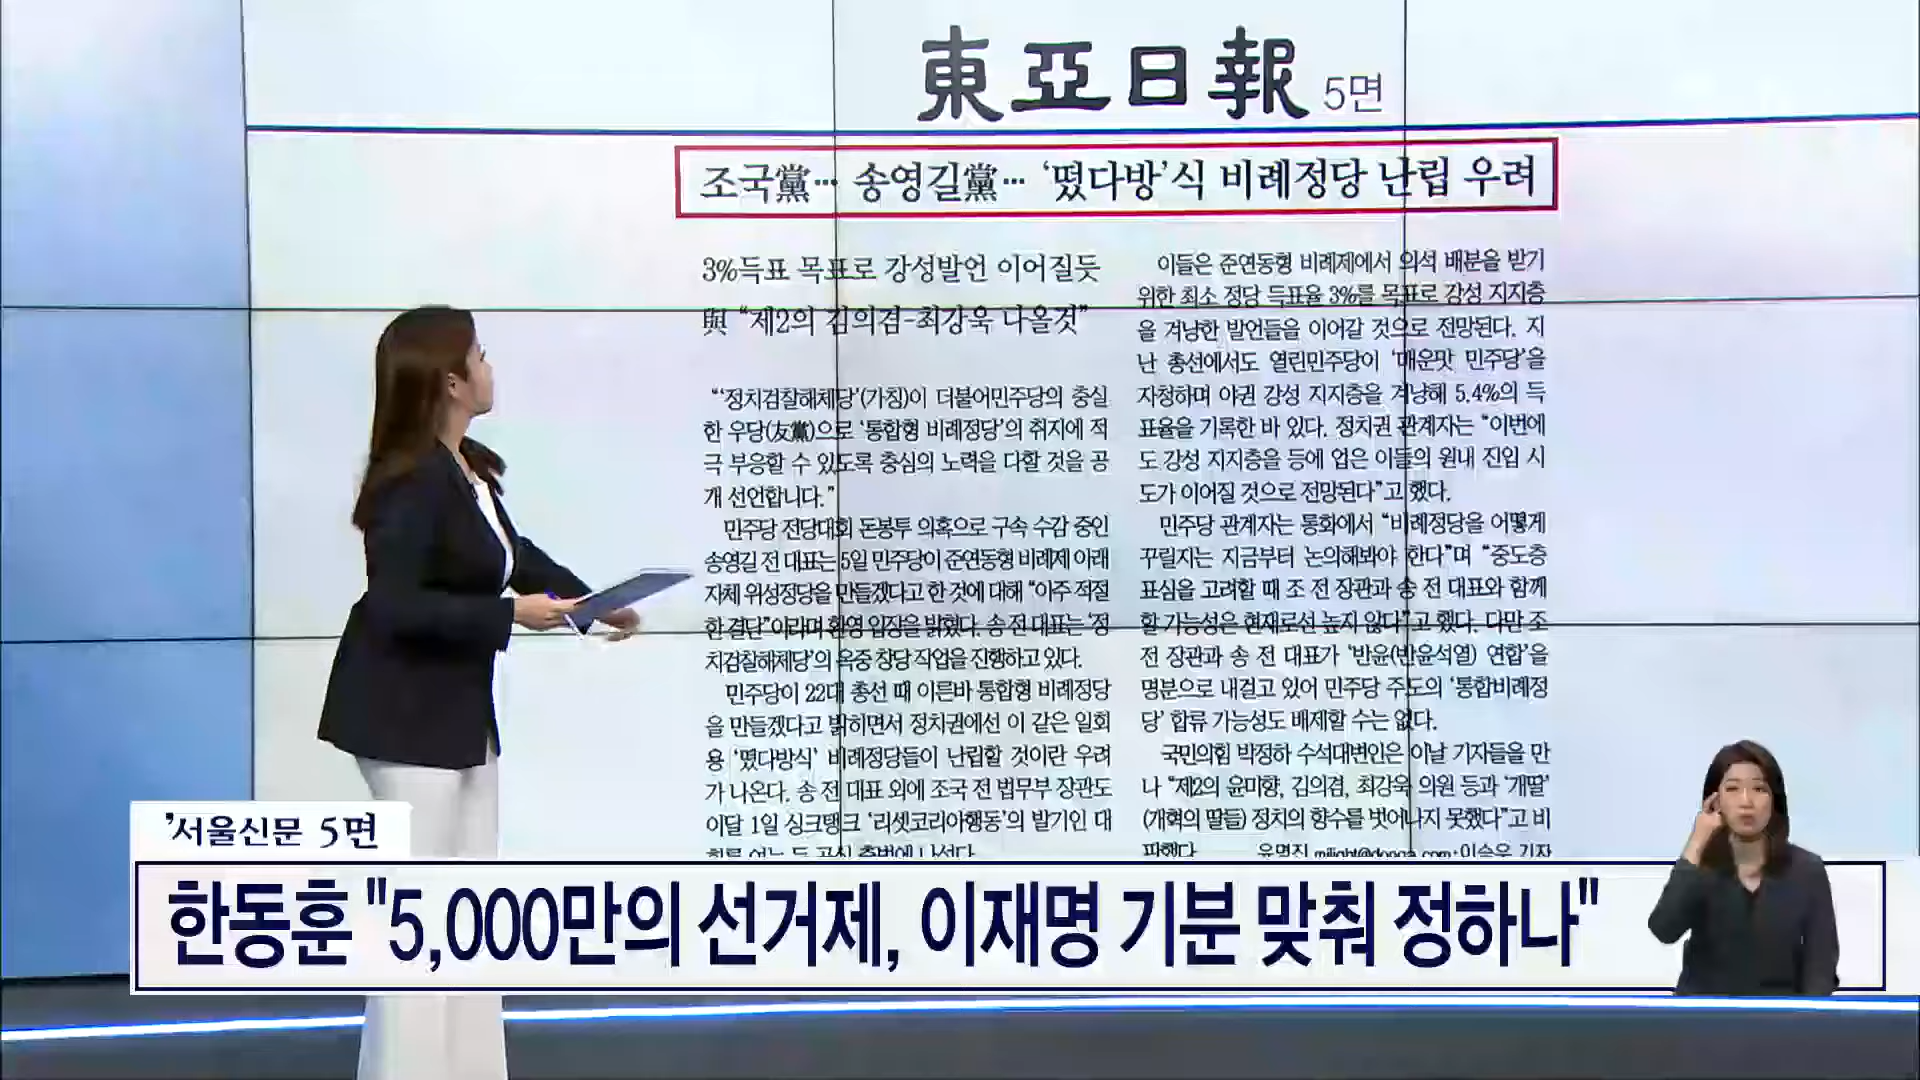 東亞日報 5면
조국黨… 송영길黨… ‘떴다방’식 비례정당 난립 우려
3%득표 목표로 강성발언 이어질듯
與 “제2의 김의겸-최강욱 나올것”
“‘정치검찰해체당’(가칭)이 더불어민주당의 충실
한 우당(友黨)으로 ‘통합형 비례정당’의 취지에 적
극 부응할 수 있도록 충심의 노력을 다할 것을 공
개 선언합니다.”
민주당 전당대회 돈봉투 의혹으로 구속 수감 중인
송영길 전 대표는 5일 민주당이 준연동형 비례제 아래
자체 위성정당을 만들겠다고 한 것에 대해 “아주 적절
한 결단”이라며 환영 입장을 밝혔다. 송 전 대표는 ‘정
치검찰해체당’의 옥중 창당 작업을 진행하고 있다.
민주당이 22대 총선 때 이른바 통합형 비례정당
을 만들겠다고 밝히면서 정치권에선 이 같은 일회
용 ‘떴다방식’ 비례정당들이 난립할 것이란 우려
가 나온다. 송 전 대표 외에 조국 전 법무부 장관도
이달 1일 싱크탱크 ‘리셋코리아행동’의 발기인 대
회를 여는 등 공식 출범에 나섰다.
이들은 준연동형 비례제에서 의석 배분을 받기
위한 최소 정당 득표율 3%를 목표로 강성 지지층
을 겨냥한 발언들을 이어갈 것으로 전망된다. 지
난 총선에서도 열린민주당이 ‘매운맛 민주당’을
자청하며 야권 강성 지지층을 겨냥해 5.4%의 득
표율을 기록한 바 있다. 정치권 관계자는 “이번에
도 강성 지지층을 등에 업은 이들의 원내 진입 시
도가 이어질 것으로 전망된다”고 했다.
민주당 관계자는 통화에서 “비례정당을 어떻게
꾸릴지는 지금부터 논의해봐야 한다”며 “중도층
표심을 고려할 때 조 전 장관과 송 전 대표와 함께
할 가능성은 현재로선 높지 않다”고 했다. 다만 조
전 장관과 송 전 대표가 ‘반윤(반윤석열) 연합’을
명분으로 내걸고 있어 민주당 주도의 ‘통합비례정
당’ 합류 가능성도 배제할 수는 없다.
국민의힘 박정하 수석대변인은 이날 기자들을 만
나 “제2의 윤미향, 김의겸, 최강욱 의원 등과 ‘개딸’
(개혁의 딸들) 정치의 향수를 벗어나지 못했다”고 비
판했다.
서울신문 5면
한동훈 "5,000만의 선거제, 이재명 기분 맞춰 정하나"